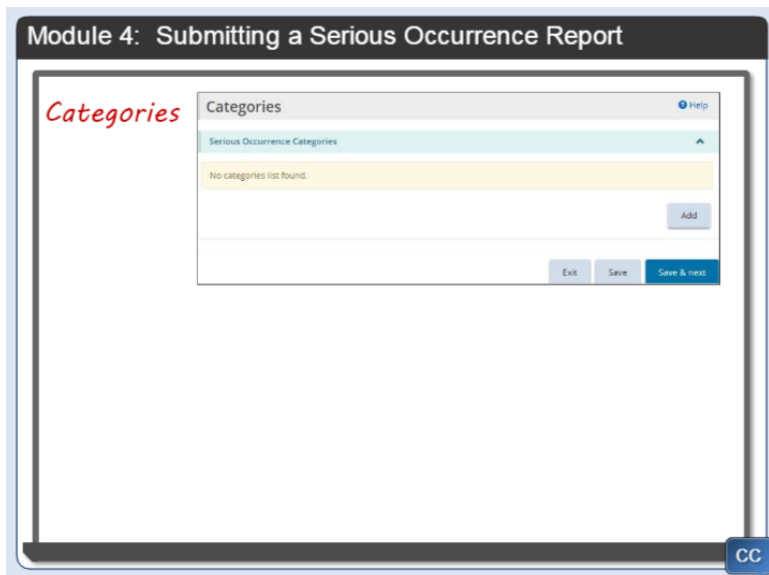 Module 4: Submitting a Serious Occurrence Report
Categories
Categories
Help
Serious Occurrence Categories
No categories list found.
Add
Exit Save Save & next
CC